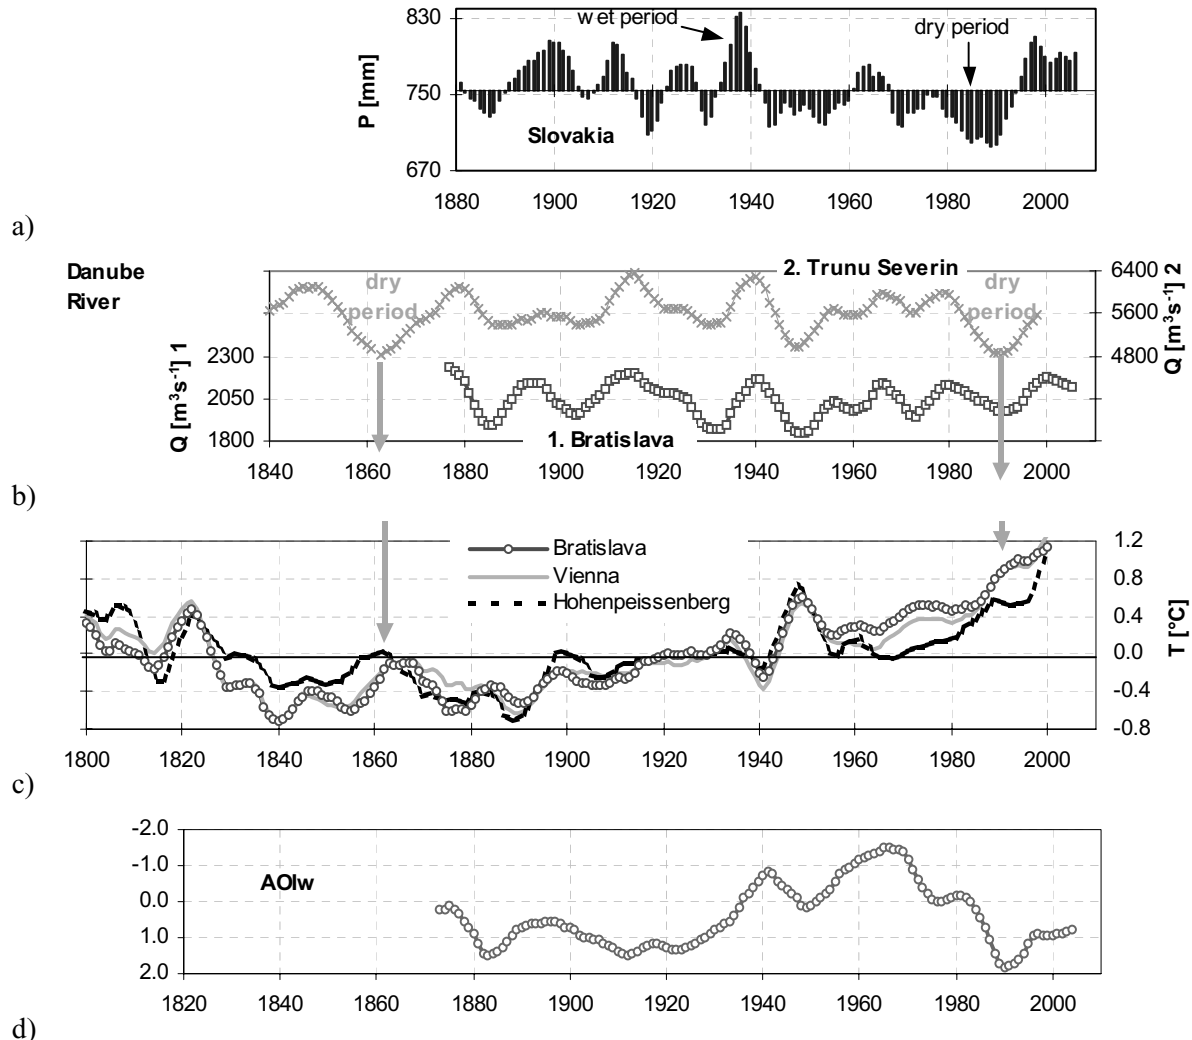 830
wet period
dry period
P [mm]
750
Slovakia
670
1880 1900 1920 1940 1960 1980 2000
a)
Danube
River
2. Trunu Severin
6400
dry
period
dry
period
5600
Q [m³s⁻¹] 2
Q [m³s⁻¹] 1
2300
4800
2050
1800
1. Bratislava
1840 1860 1880 1900 1920 1940 1960 1980 2000
b)
Bratislava
Vienna
Hohenpeissenberg
1.2
0.8
0.4
0.0
-0.4
-0.8
T [°C]
1800 1820 1840 1860 1880 1900 1920 1940 1960 1980 2000
c)
-2.0
-1.0
AOIw
0.0
1.0
2.0
1820 1840 1860 1880 1900 1920 1940 1960 1980 2000
d)